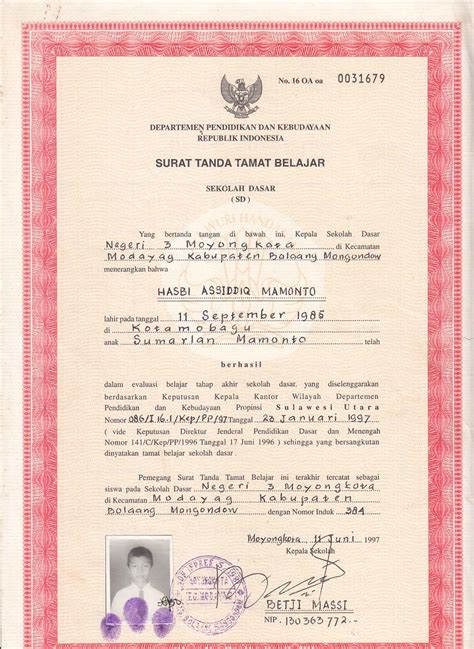 No. 16 OA oa 0031679
DEPARTEMEN PENDIDIKAN DAN KEBUDAYAAN
REPUBLIK INDONESIA
SURAT TANDA TAMAT BELAJAR
SEKOLAH DASAR
( SD )
Yang bertanda tangan di bawah ini, Kepala Sekolah Dasar
Negeri 3 Moyongkota di Kecamatan
Modayag Kabupaten Bolaang Mongondow
menerangkan bahwa
HASBI ASSIDDIQ MAMONTO
lahir pada tanggal 11 September 1985
di Kotamobagu
anak Sumarlan Mamonto telah
berhasil
dalam evaluasi belajar tahap akhir sekolah dasar, yang diselenggarakan
berdasarkan Keputusan Kepala Kantor Wilayah Departemen
Pendidikan dan Kebudayaan Propinsi Sulawesi Utara
Nomor 086/I.16.1/Kep/PP/97 Tanggal 23 Januari 1997
( vide Keputusan Direktur Jenderal Pendidikan Dasar dan Menengah
Nomor 141/C/Kep/PP/1996 Tanggal 17 Juni 1996 ) sehingga yang bersangkutan
dinyatakan tamat belajar sekolah dasar .
Pemegang Surat Tanda Tamat Belajar ini terakhir tercatat sebagai
siswa pada Sekolah Dasar Negeri 3 Moyongkota
di Kecamatan Modayag Kabupaten
Bolaang Mongondow dengan Nomor Induk 384
Moyongkota, 11 Juni 1997
Kepala Sekolah
BETJI MASSI
NIP . 130363772.-